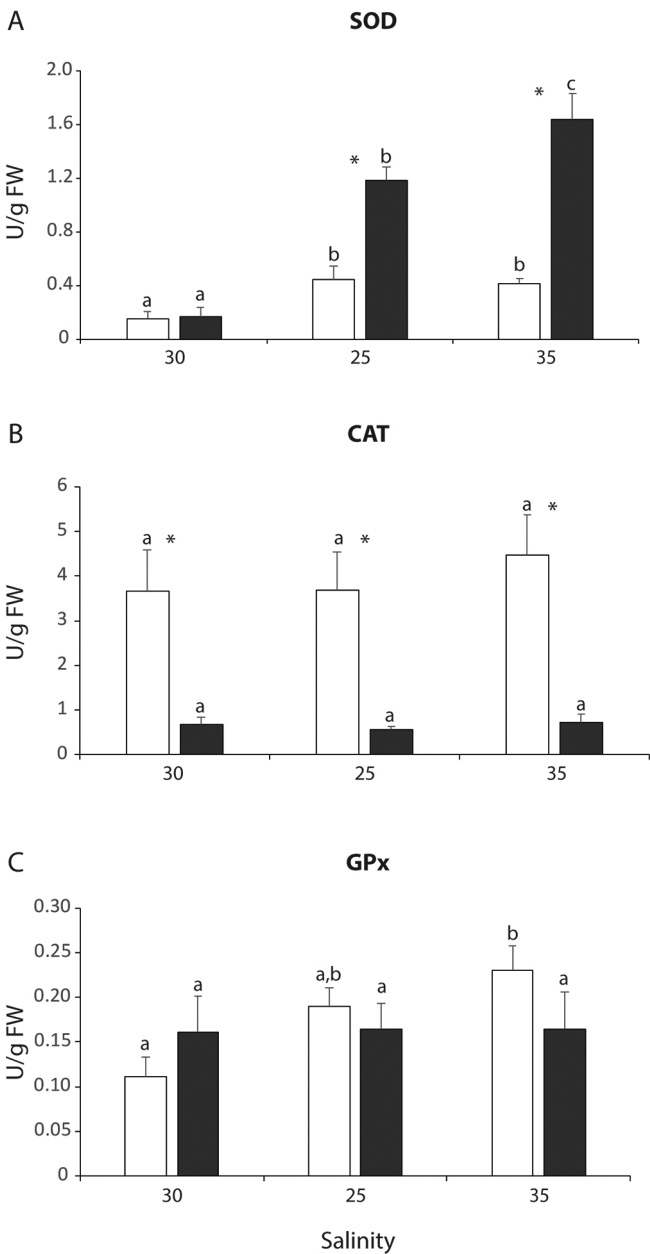 A
SOD
2.0
1.6
1.2
0.8
0.4
0
U/g FW
a
a
b
* b
b
* c
30
25
35
B
CAT
6
5
4
3
2
1
0
U/g FW
a *
a
a *
a
a *
a
30
25
35
C
GPx
0.30
0.25
0.20
0.15
0.10
0.05
0
U/g FW
a
a
a,b
a
b
a
30
25
35
Salinity